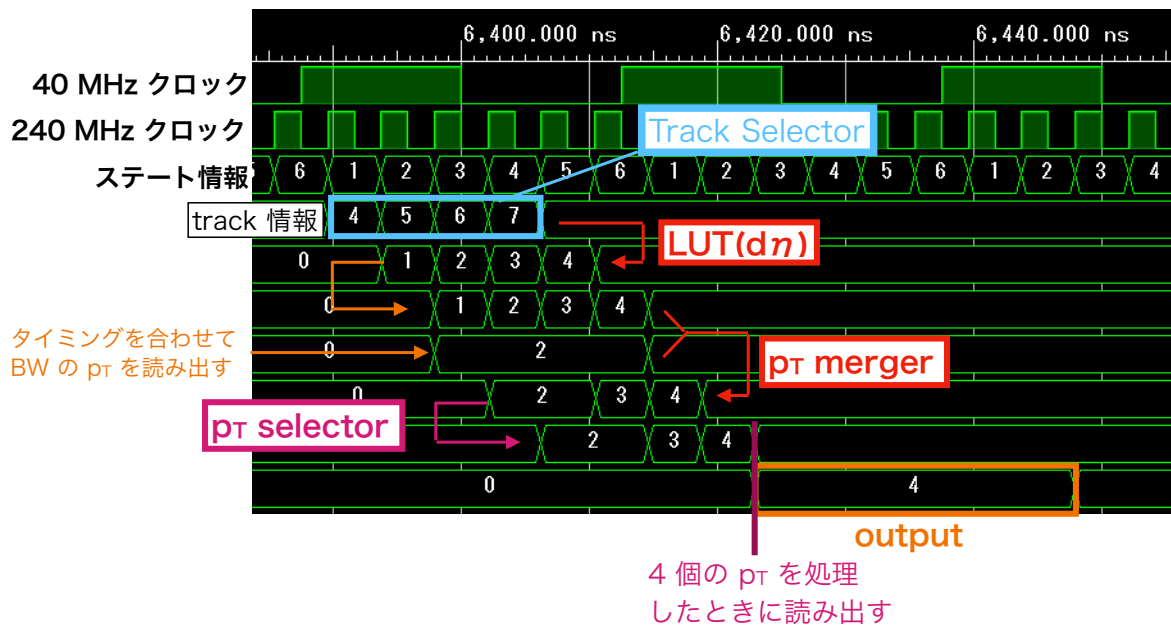 6,400.000 ns 6,420.000 ns 6,440.000 ns
40 MHz クロック
240 MHz クロック
Track Selector
ステート情報 6 1 2 3 4 5 6 1 2 3 4 5 6 1 2 3 4
track 情報 4 5 6 7
LUT(dη)
0 1 2 3 4
0 1 2 3 4
タイミングを合わせて
BW の pT を読み出す
0 2
pT merger
0 2 3 4
pT selector
2 3 4
0 4
output
4 個の pT を処理
したときに読み出す